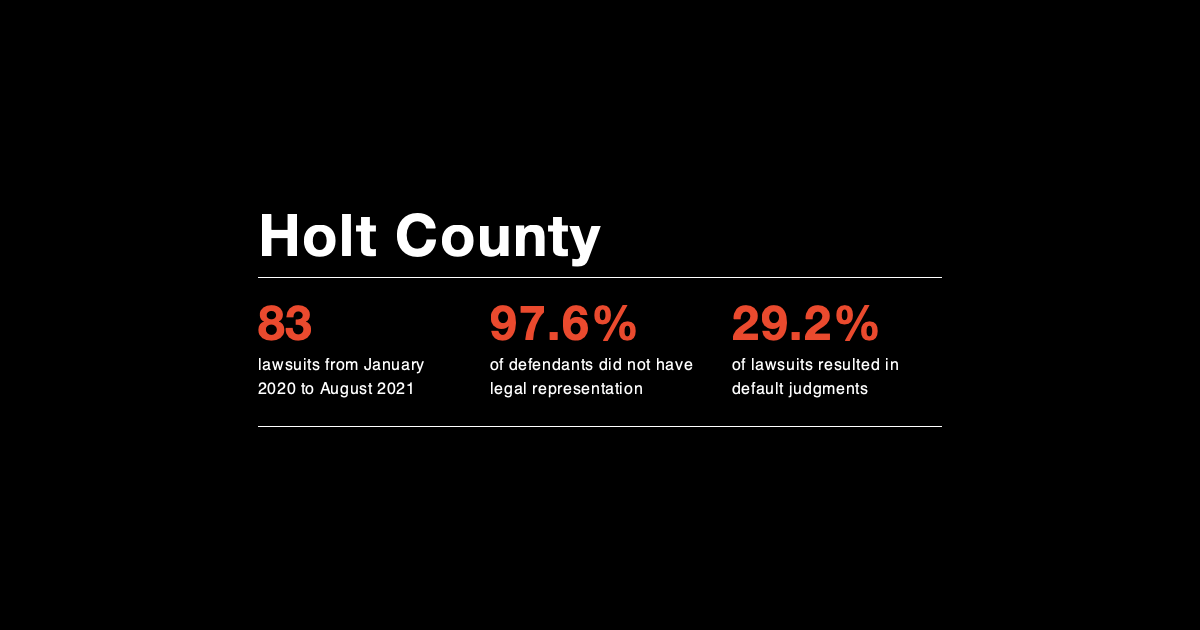 Holt County
83
lawsuits from January
2020 to August 2021
97.6%
of defendants did not have
legal representation
29.2%
of lawsuits resulted in
default judgments